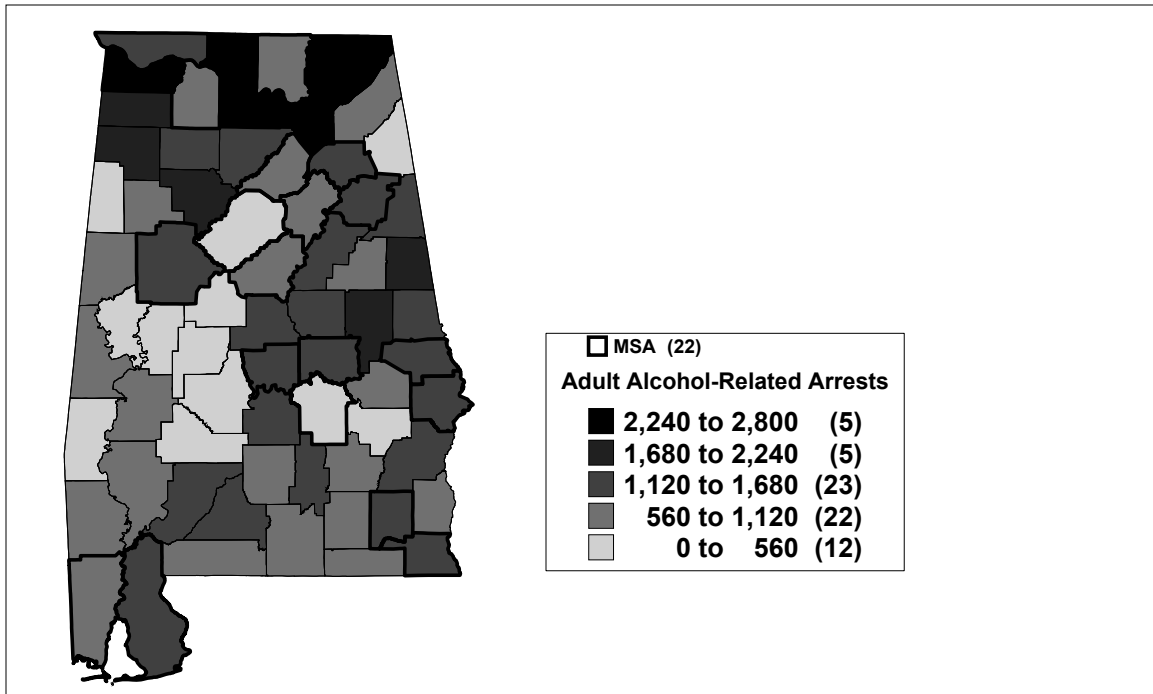 MSA (22)
Adult Alcohol-Related Arrests
2,240 to 2,800 (5)
1,680 to 2,240 (5)
1,120 to 1,680 (23)
560 to 1,120 (22)
0 to 560 (12)